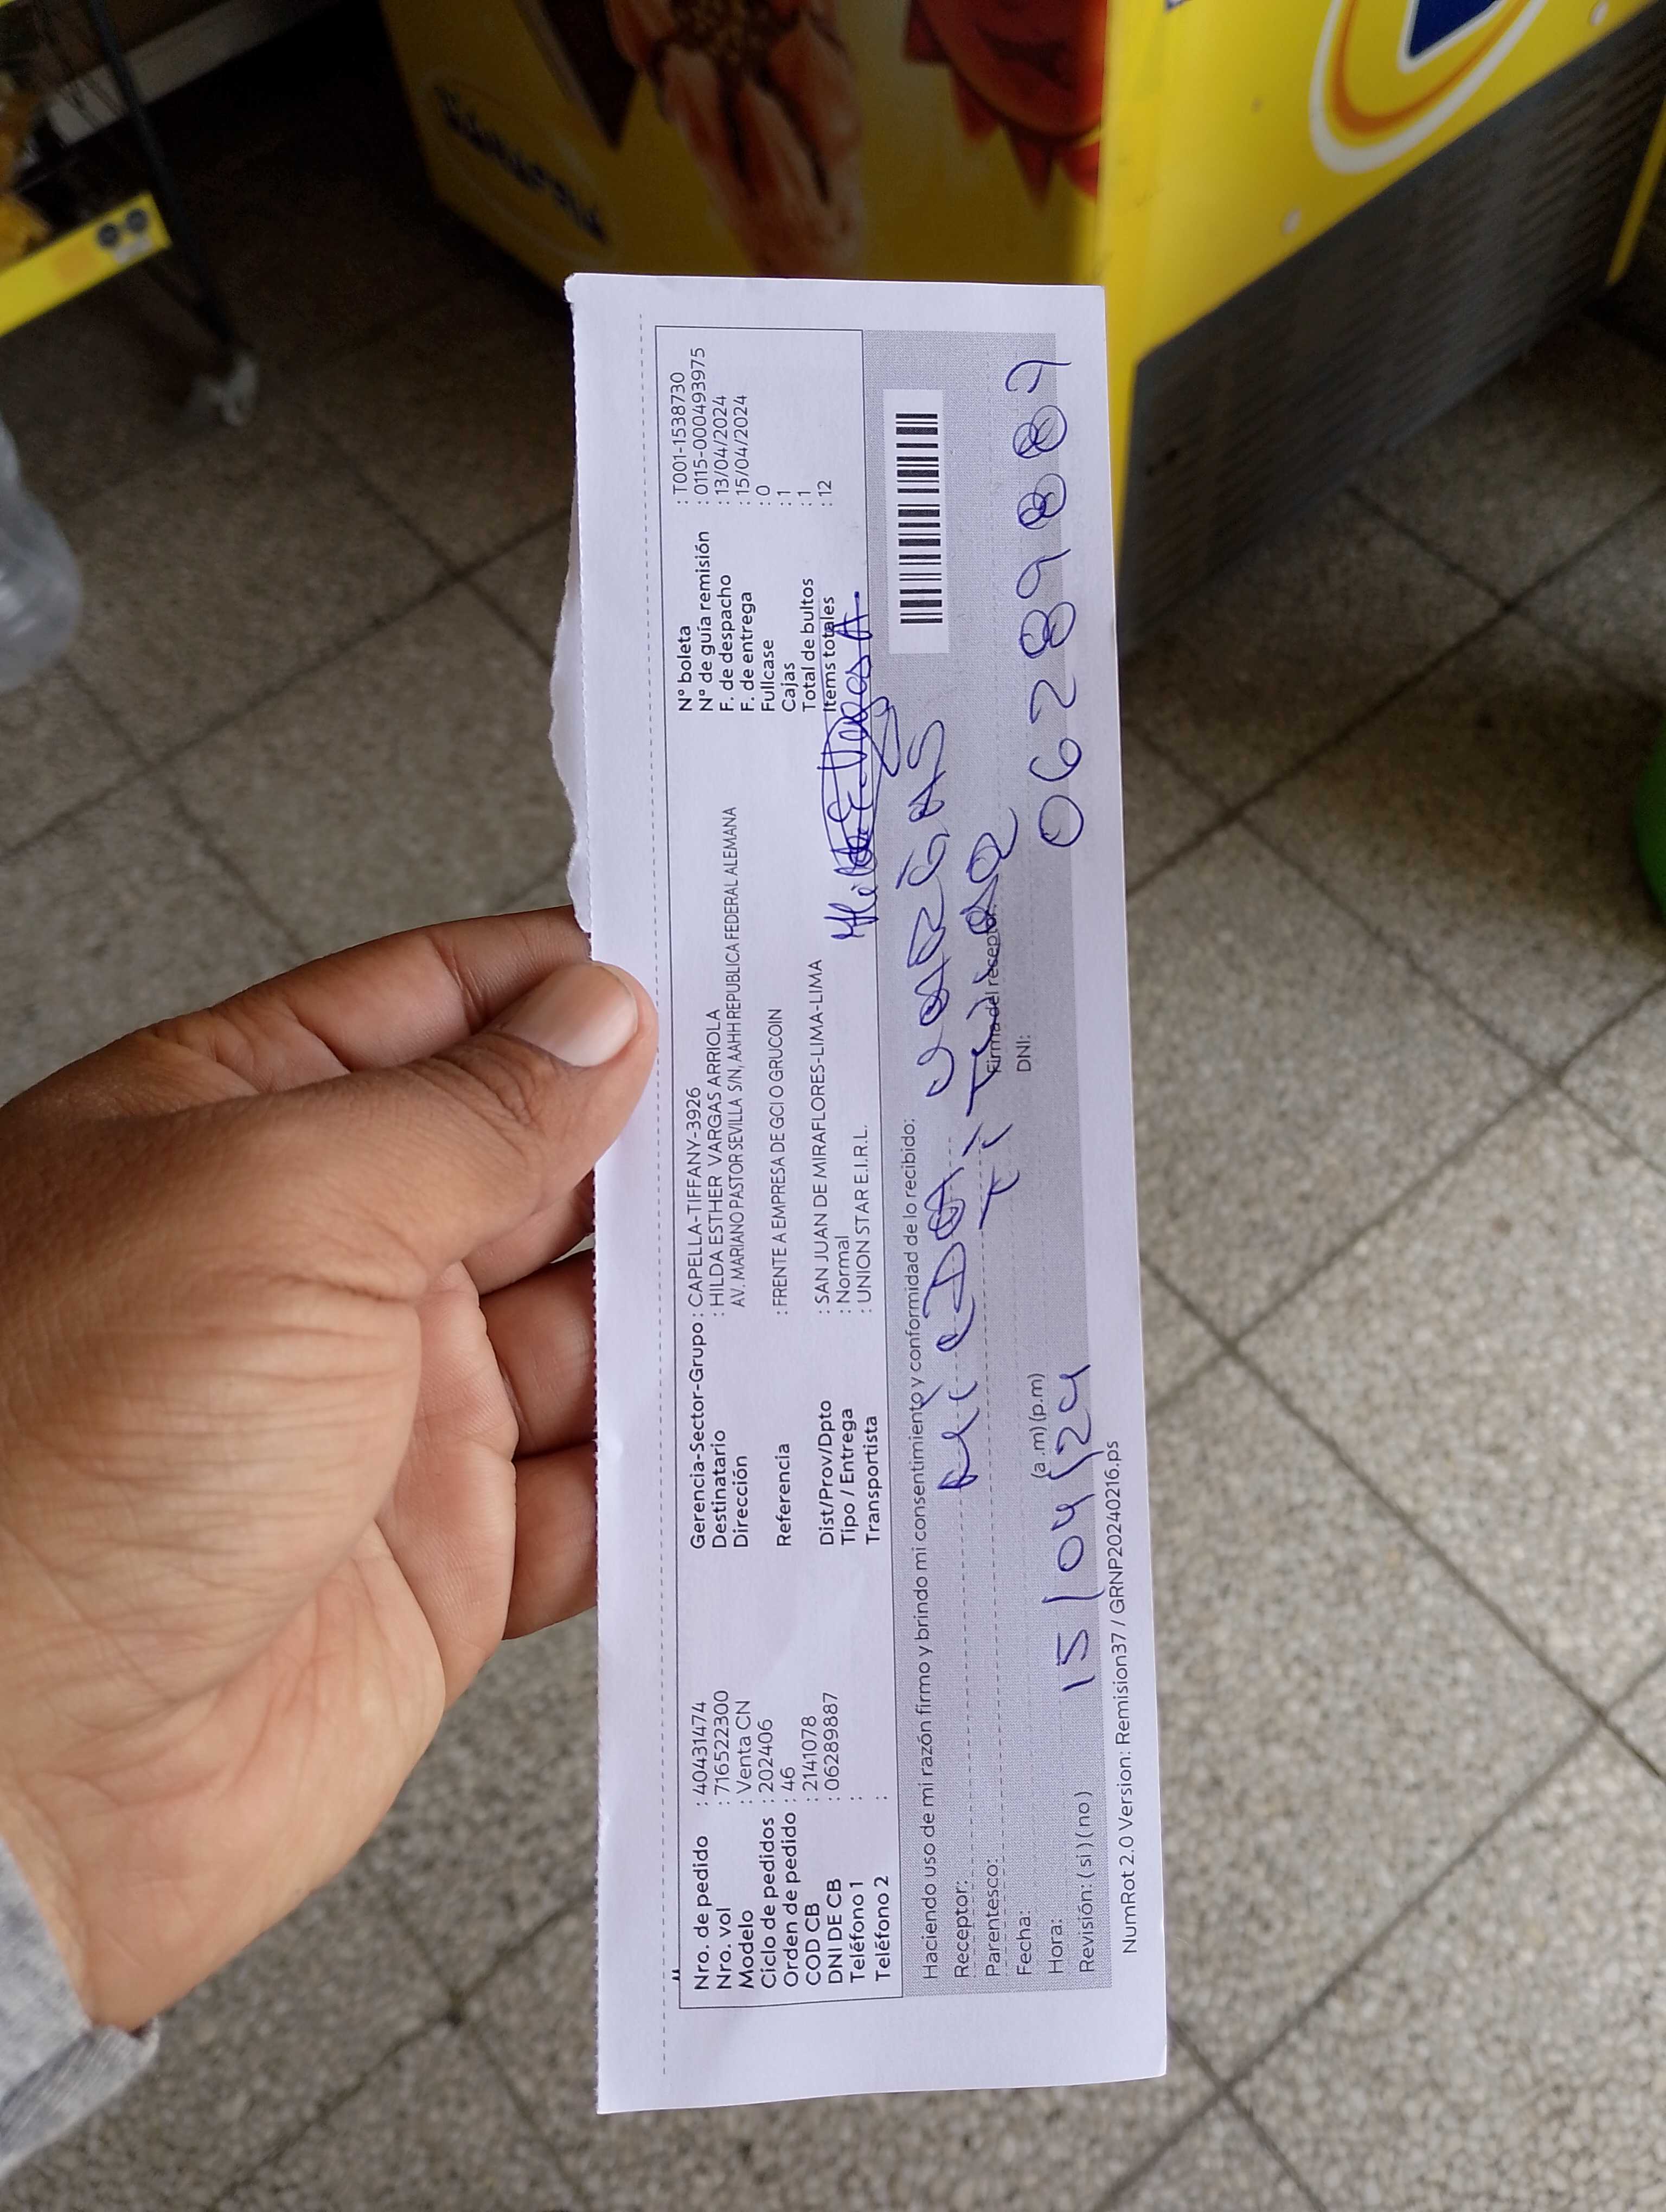 Nro. de pedido : 40431474
Nro. vol : 716522300
Modelo : Venta CN
Ciclo de pedidos : 202406
Orden de pedido : 46
COD CB : 2141078
DNI DE CB : 06289887
Teléfono 1 :
Teléfono 2 :
Gerencia-Sector-Grupo : CAPELLA-TIFFANY-3926
Destinatario : HILDA ESTHER VARGAS ARRIOLA
Dirección AV. MARIANO PASTOR SEVILLA S/N, AAHH REPUBLICA FEDERAL ALEMANA
Referencia : FRENTE A EMPRESA DE GCI O GRUCOIN
Dist/Prov/Dpto : SAN JUAN DE MIRAFLORES-LIMA-LIMA
Tipo / Entrega : Normal
Transportista : UNION STAR E.I.R.L.
N° boleta : T001-1538730
N° de guía remisión : 0115-000493975
F. de despacho : 13/04/2024
F. de entrega : 15/04/2024
Fullcase : 0
Cajas : 1
Total de bultos : 1
Items totales : 12
Haciendo uso de mi razón firmo y brindo mi consentimiento y conformidad de lo recibido:
Receptor: HilDA VARGAS
Parentesco: TiTular
Firma del receptor
Fecha: 15/04/24
DNI: 06289887
Hora: (a.m) (p.m)
Revisión: ( si ) ( no )
NumRot 2.0 Version: Remision37 / GRNP20240216.ps